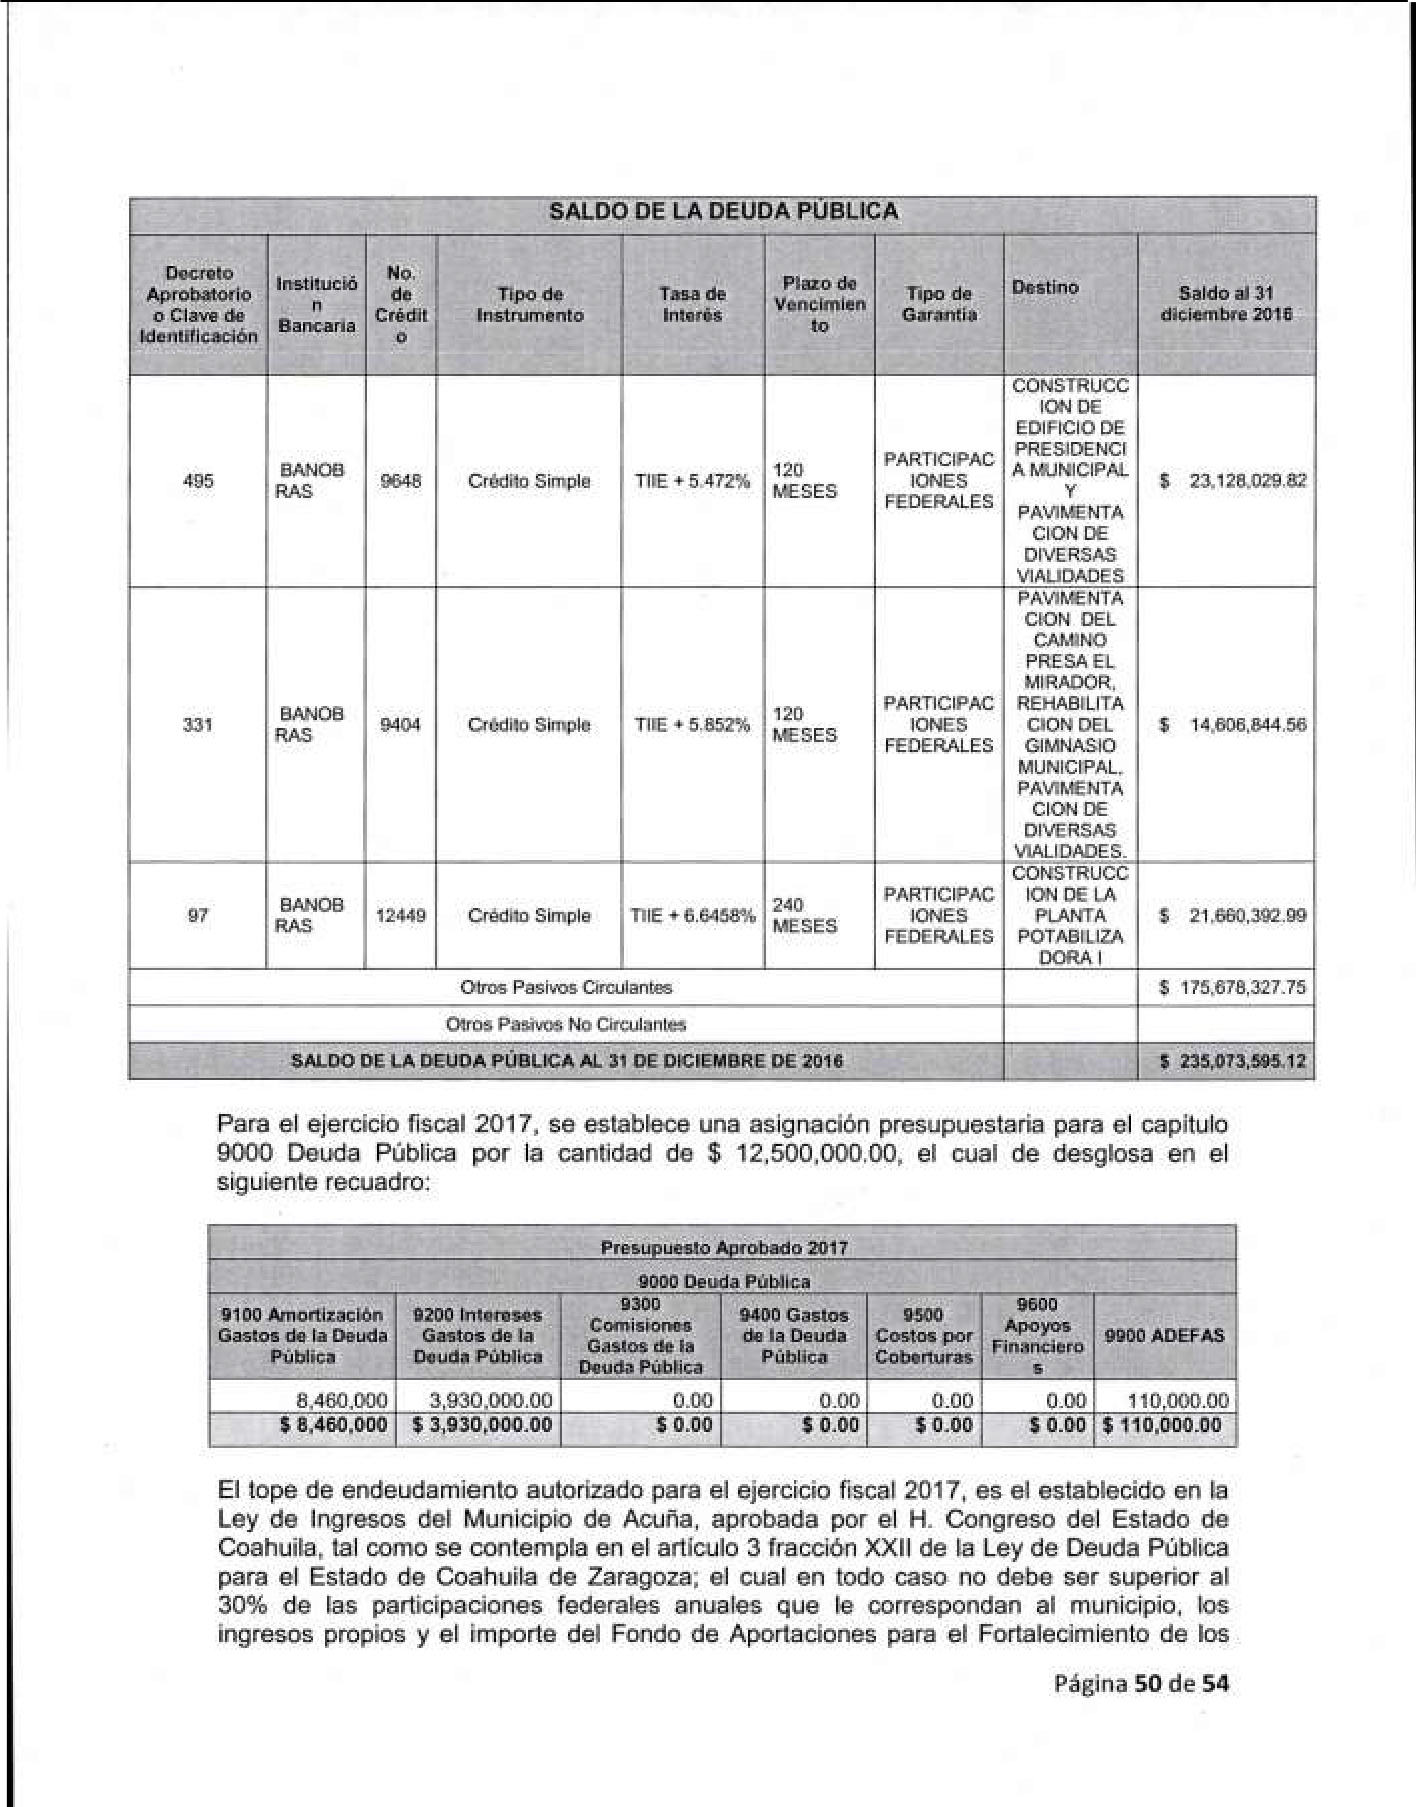 SALDO DE LA DEUDA PÚBLICA
Decreto
Aprobatorio
o Clave de
Identificación
Institució
n
Bancaria
No.
de
Crédit
o
Tipo de
Instrumento
Tasa de
Interés
Plazo de
Vencimien
to
Tipo de
Garantía
Destino
Saldo al 31
diciembre 2016
495
BANOB
RAS
9648
Crédito Simple
TIIE + 5.472%
120
MESES
PARTICIPAC
IONES
FEDERALES
CONSTRUCC
ION DE
EDIFICIO DE
PRESIDENCI
A MUNICIPAL
Y
PAVIMENTA
CION DE
DIVERSAS
VIALIDADES
$ 23,128,029.82
331
BANOB
RAS
9404
Crédito Simple
TIIE + 5.852%
120
MESES
PARTICIPAC
IONES
FEDERALES
PAVIMENTA
CION DEL
CAMINO
PRESA EL
MIRADOR,
REHABILITA
CION DEL
GIMNASIO
MUNICIPAL,
PAVIMENTA
CION DE
DIVERSAS
VIALIDADES.
$ 14,606,844.56
97
BANOB
RAS
12449
Crédito Simple
TIIE + 6.6458%
240
MESES
PARTICIPAC
IONES
FEDERALES
CONSTRUCC
ION DE LA
PLANTA
POTABILIZA
DORA I
$ 21,660,392.99
Otros Pasivos Circulantes
$ 175,678,327.75
Otros Pasivos No Circulantes
SALDO DE LA DEUDA PÚBLICA AL 31 DE DICIEMBRE DE 2016
$ 235,073,595.12
Para el ejercicio fiscal 2017, se establece una asignación presupuestaria para el capítulo
9000 Deuda Pública por la cantidad de $ 12,500,000.00, el cual de desglosa en el
siguiente recuadro:
Presupuesto Aprobado 2017
9000 Deuda Pública
9100 Amortización
Gastos de la Deuda
Pública
9200 Intereses
Gastos de la
Deuda Pública
9300
Comisiones
Gastos de la
Deuda Pública
9400 Gastos
de la Deuda
Pública
9500
Costos por
Coberturas
9600
Apoyos
Financiero
s
9900 ADEFAS
8,460,000 3,930,000.00 0.00 0.00 0.00 0.00 110,000.00
$ 8,460,000 $ 3,930,000.00 $ 0.00 $ 0.00 $ 0.00 $ 0.00 $ 110,000.00
El tope de endeudamiento autorizado para el ejercicio fiscal 2017, es el establecido en la
Ley de Ingresos del Municipio de Acuña, aprobada por el H. Congreso del Estado de
Coahuila, tal como se contempla en el artículo 3 fracción XXII de la Ley de Deuda Pública
para el Estado de Coahuila de Zaragoza; el cual en todo caso no debe ser superior al
30% de las participaciones federales anuales que le correspondan al municipio, los
ingresos propios y el importe del Fondo de Aportaciones para el Fortalecimiento de los
Página 50 de 54